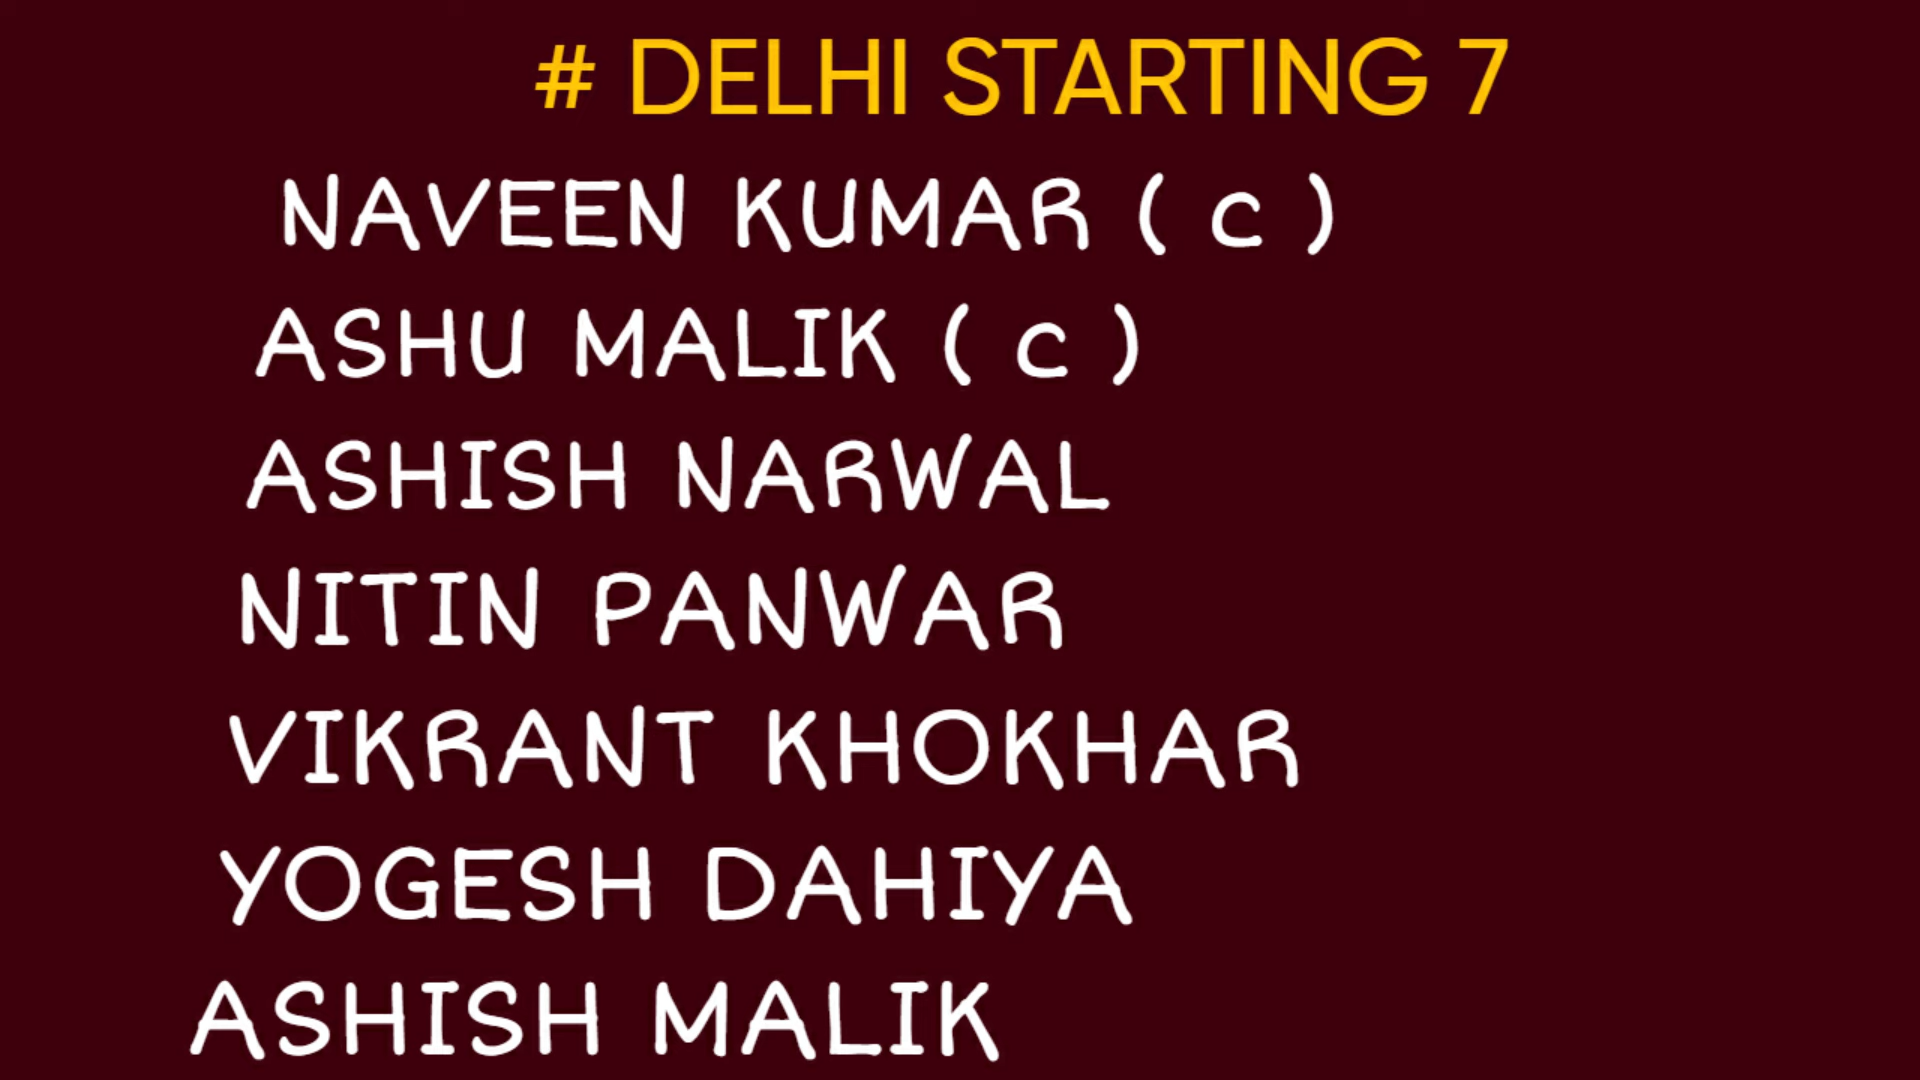 # DELHI STARTING 7
NAVEEN KUMAR ( c )
ASHU MALIK ( c )
ASHISH NARWAL
NITIN PANWAR
VIKRANT KHOKHAR
YOGESH DAHIYA
ASHISH MALIK